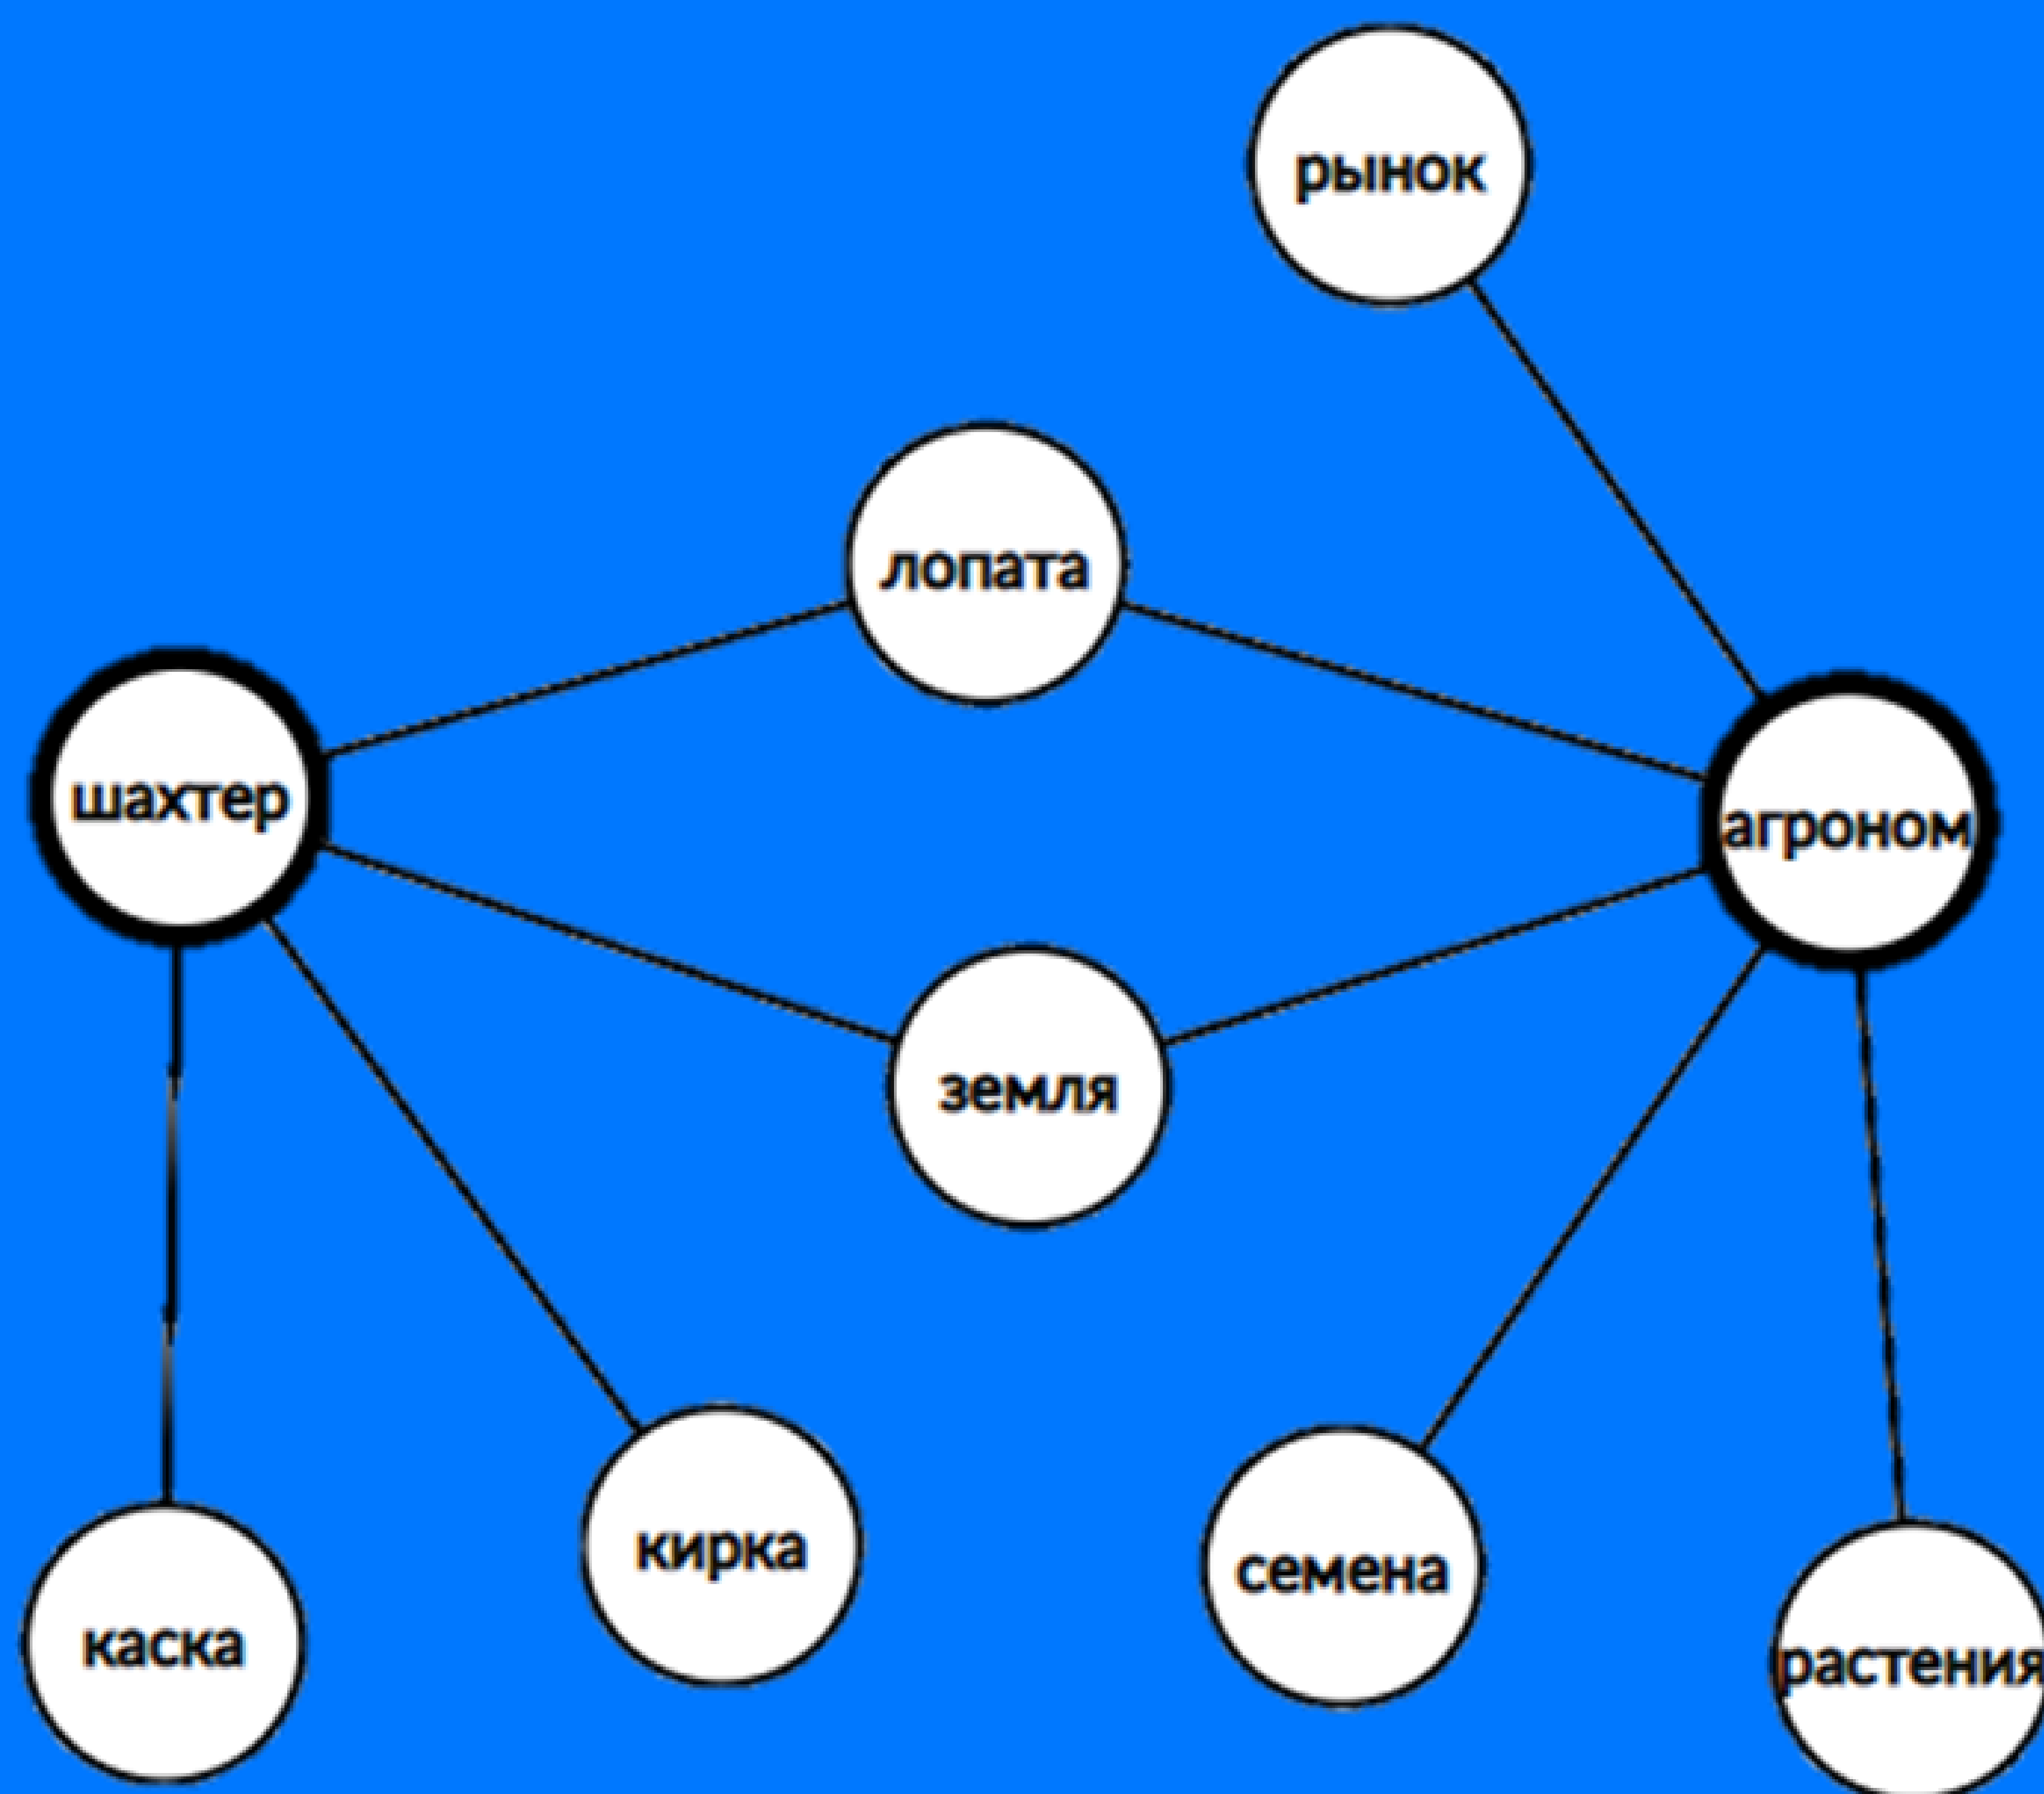 рынок
лопата
шахтер
агроном
земля
кирка
семена
каска
растения